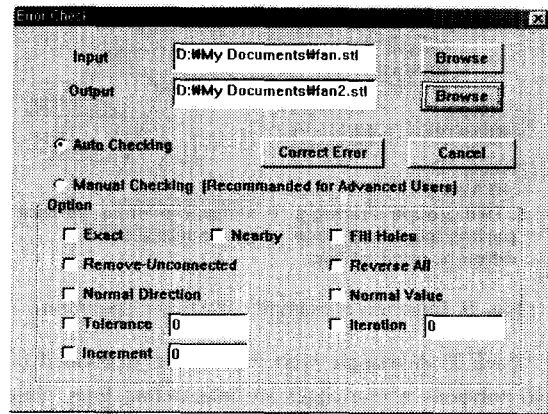 Error Check
Input D:₩My Documents₩fan.stl Browse
Output D:₩My Documents₩fan2.stl Browse
Auto Checking Correct Error Cancel
Manual Checking [Recommanded for Advanced Users]
Option
Exact Nearby Fill Holes
Remove-Unconnected Reverse All
Normal Direction Normal Value
Tolerance 0 Iteration 0
Increment 0